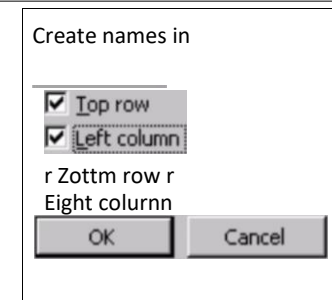 Create names in
Top row
Left column
r Zottm row r
Eight colurnn
OK Cancel